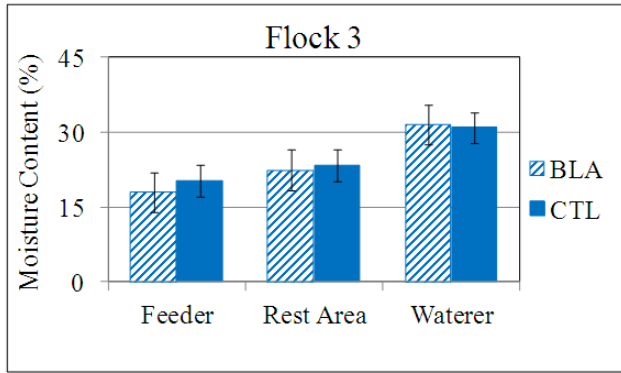 Flock 3
Moisture Content (%)
45
30
15
0
Feeder Rest Area Waterer
BLA
CTL